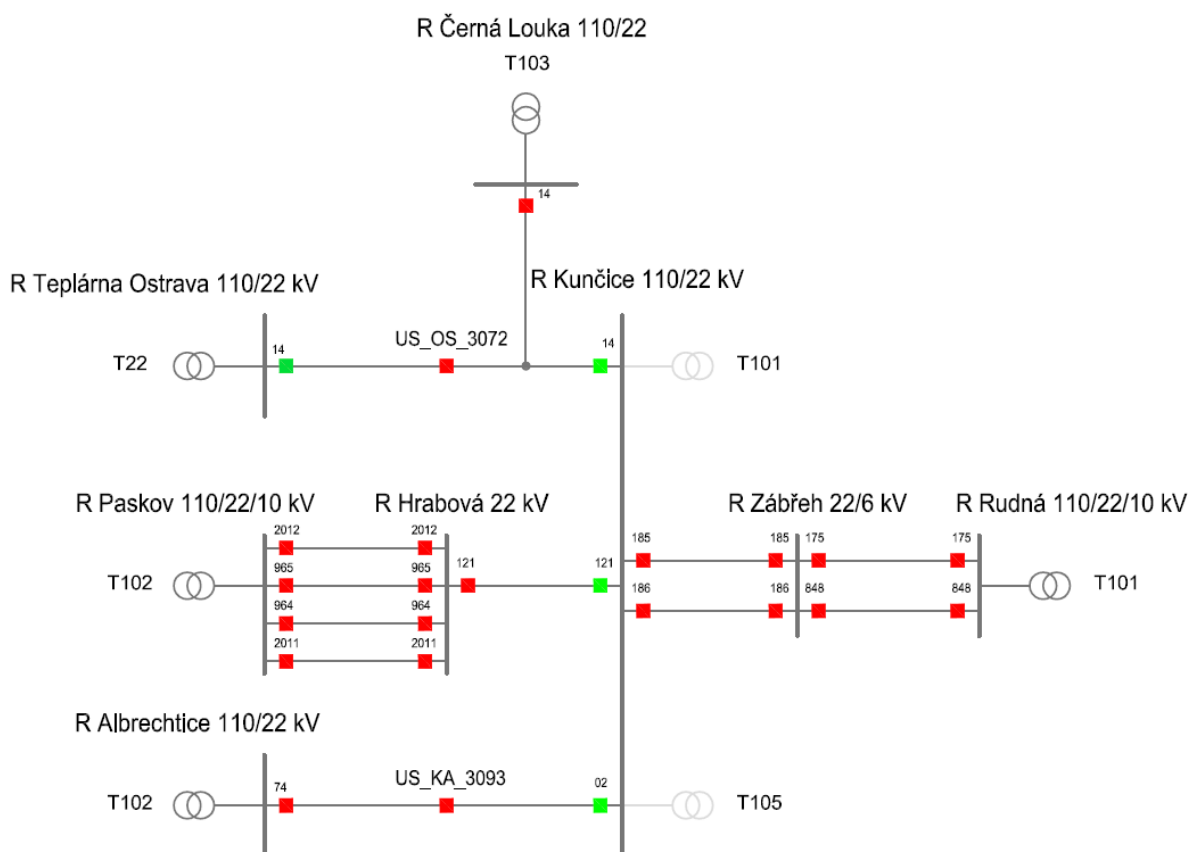 R Černá Louka 110/22
T103
14
R Teplárna Ostrava 110/22 kV
R Kunčice 110/22 kV
14
US_OS_3072
14
T22
T101
R Paskov 110/22/10 kV
R Hrabová 22 kV
R Zábřeh 22/6 kV
R Rudná 110/22/10 kV
2012
2012
185
185
175
175
965
965
121
121
T102
T101
186
186
848
848
964
964
2011
2011
R Albrechtice 110/22 kV
74
US_KA_3093
02
T102
T105